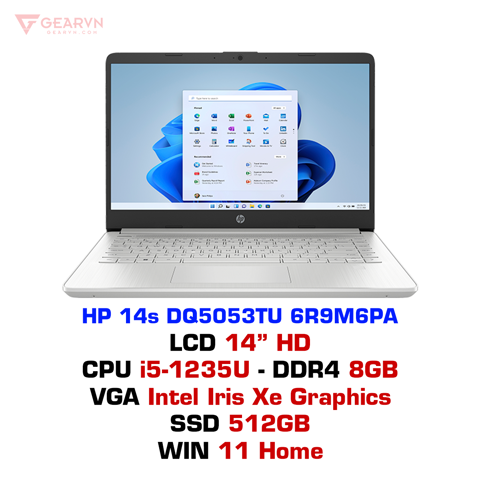 GEARVN
GEARVN.COM
hp
HP 14s DQ5053TU 6R9M6PA
LCD 14” HD
CPU i5-1235U - DDR4 8GB
VGA Intel Iris Xe Graphics
SSD 512GB
WIN 11 Home